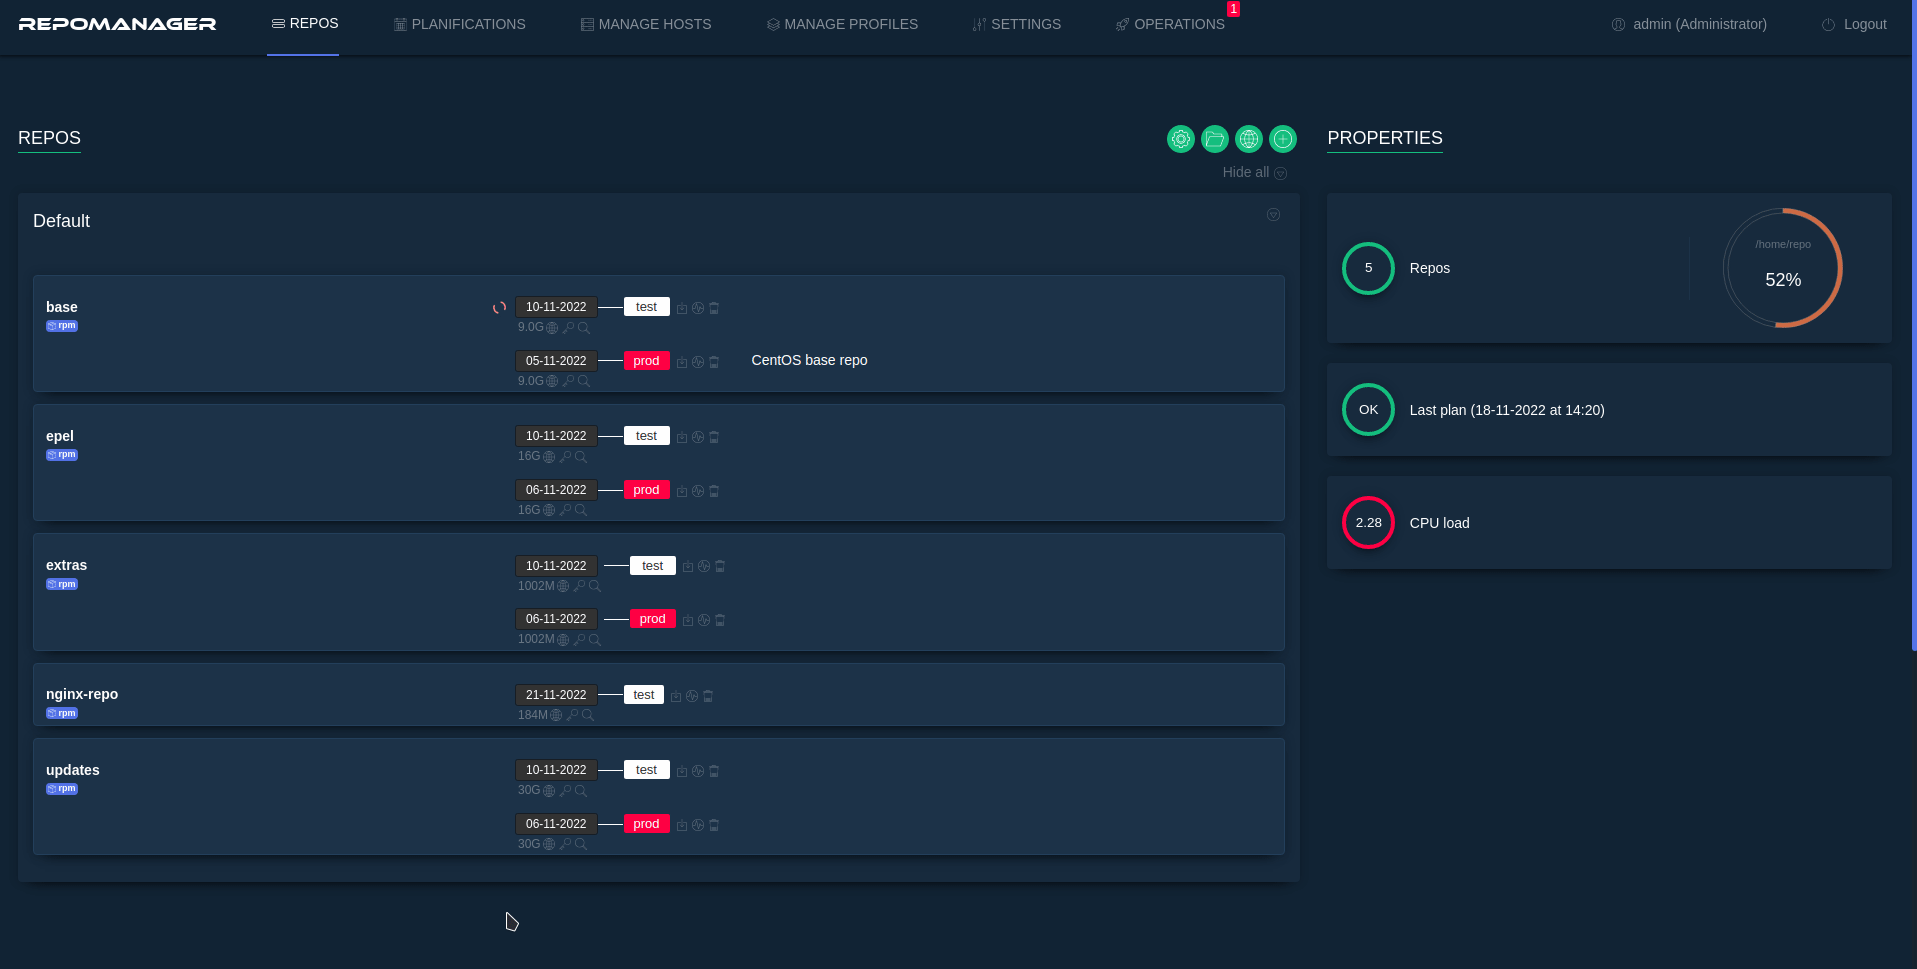 REPOMANAGER
REPOS
PLANIFICATIONS
MANAGE HOSTS
MANAGE PROFILES
SETTINGS
OPERATIONS
1
admin (Administrator)
Logout
REPOS
Hide all
Default
base
rpm
10-11-2022
test
9.0G
05-11-2022
prod
CentOS base repo
9.0G
epel
rpm
10-11-2022
test
16G
06-11-2022
prod
16G
extras
rpm
10-11-2022
test
1002M
06-11-2022
prod
1002M
nginx-repo
rpm
21-11-2022
test
184M
updates
rpm
10-11-2022
test
30G
06-11-2022
prod
30G
PROPERTIES
5
Repos
/home/repo
52%
OK
Last plan (18-11-2022 at 14:20)
2.28
CPU load